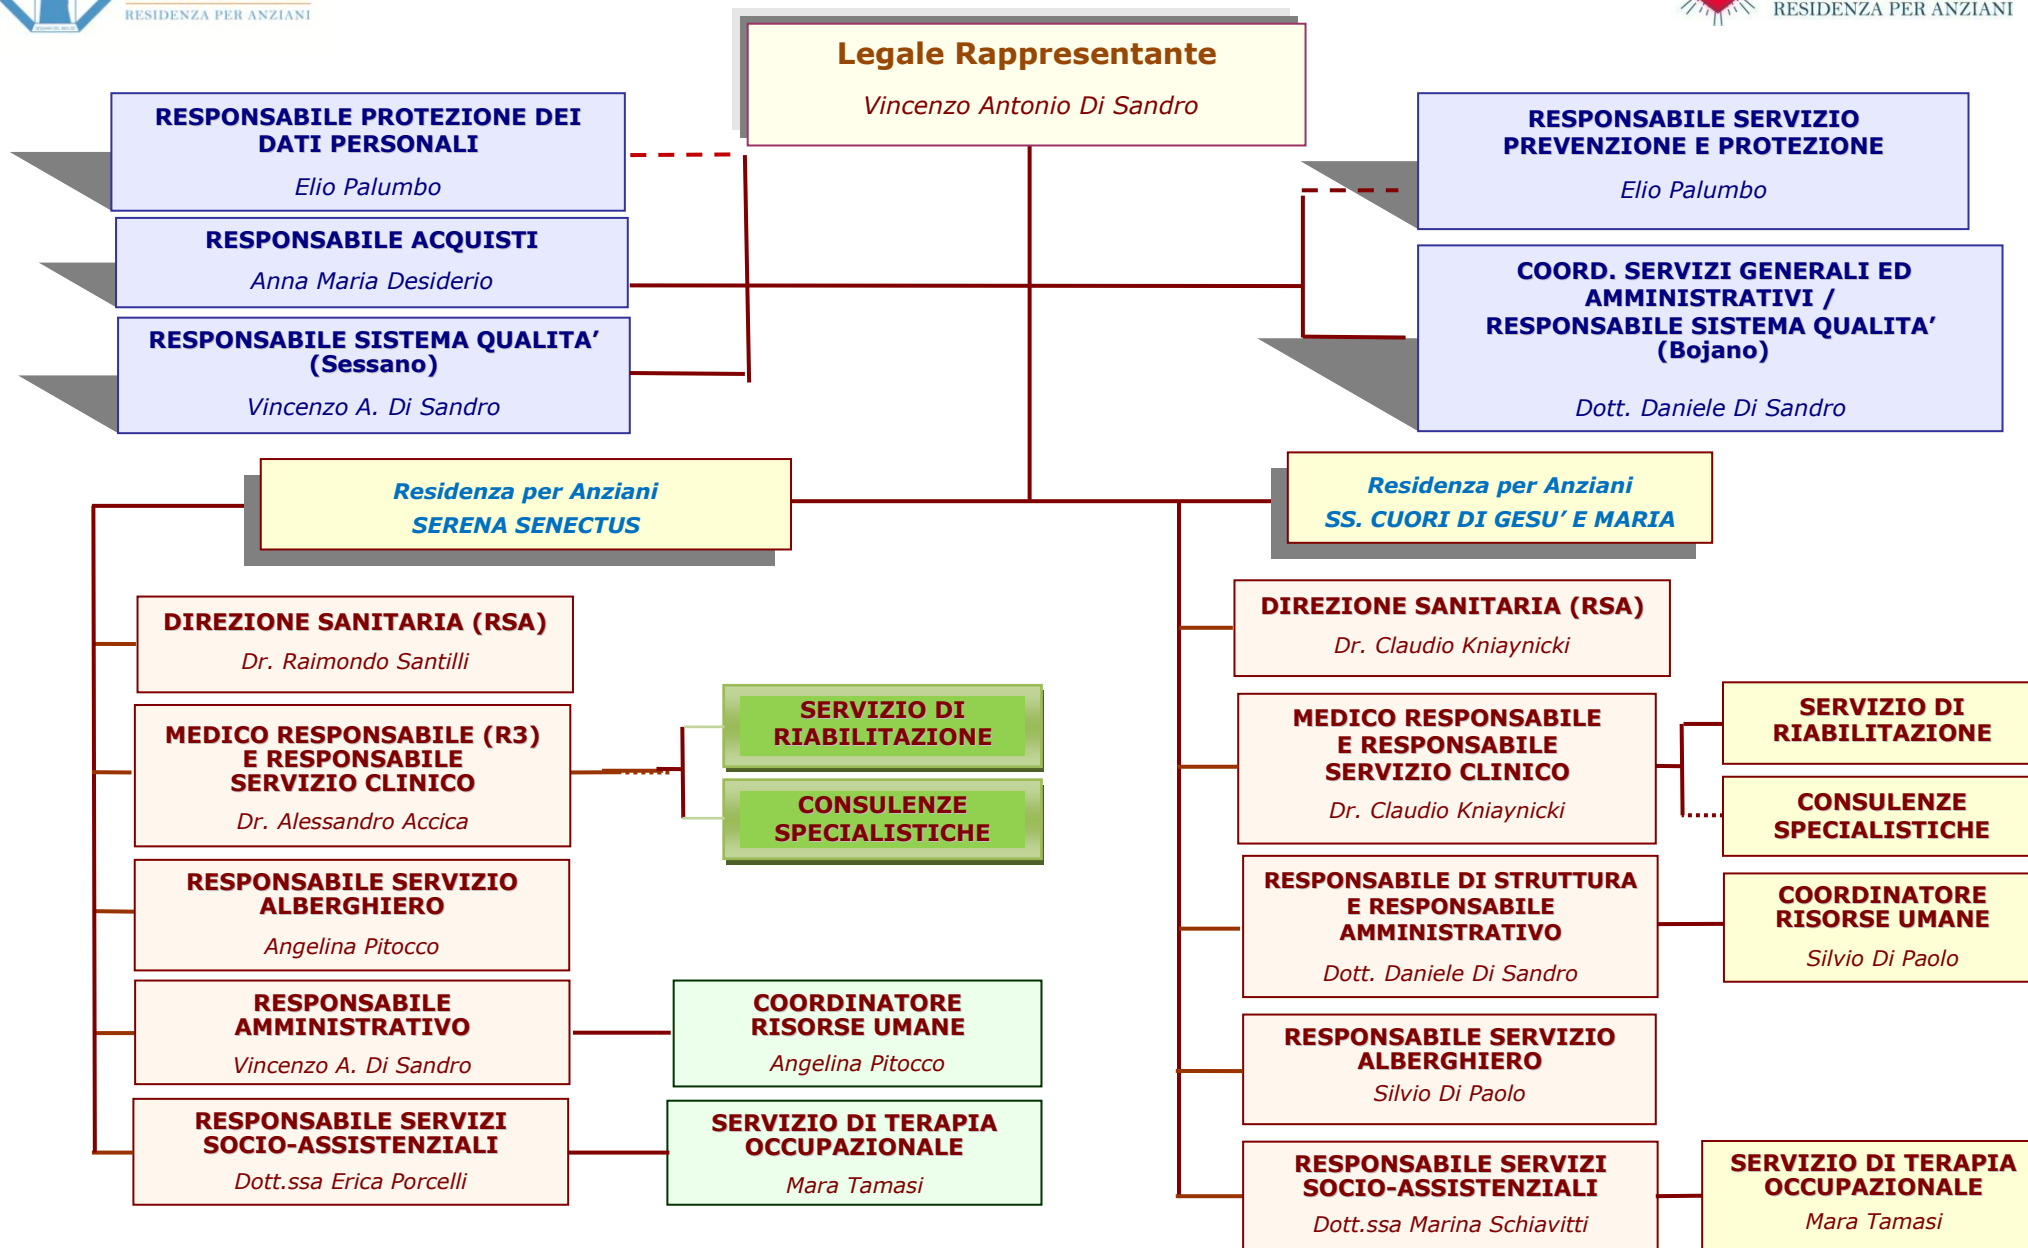 RESIDENZA PER ANZIANI
RESIDENZA PER ANZIANI
Legale Rappresentante
Vincenzo Antonio Di Sandro
RESPONSABILE PROTEZIONE DEI
DATI PERSONALI
Elio Palumbo
RESPONSABILE ACQUISTI
Anna Maria Desiderio
RESPONSABILE SISTEMA QUALITA’
(Sessano)
Vincenzo A. Di Sandro
RESPONSABILE SERVIZIO
PREVENZIONE E PROTEZIONE
Elio Palumbo
COORD. SERVIZI GENERALI ED
AMMINISTRATIVI /
RESPONSABILE SISTEMA QUALITA’
(Bojano)
Dott. Daniele Di Sandro
Residenza per Anziani
SERENA SENECTUS
DIREZIONE SANITARIA (RSA)
Dr. Raimondo Santilli
MEDICO RESPONSABILE (R3)
E RESPONSABILE
SERVIZIO CLINICO
Dr. Alessandro Accica
SERVIZIO DI
RIABILITAZIONE
CONSULENZE
SPECIALISTICHE
RESPONSABILE SERVIZIO
ALBERGHIERO
Angelina Pitocco
RESPONSABILE
AMMINISTRATIVO
Vincenzo A. Di Sandro
COORDINATORE
RISORSE UMANE
Angelina Pitocco
RESPONSABILE SERVIZI
SOCIO-ASSISTENZIALI
Dott.ssa Erica Porcelli
SERVIZIO DI TERAPIA
OCCUPAZIONALE
Mara Tamasi
Residenza per Anziani
SS. CUORI DI GESU’ E MARIA
DIREZIONE SANITARIA (RSA)
Dr. Claudio Kniaynicki
MEDICO RESPONSABILE
E RESPONSABILE
SERVIZIO CLINICO
Dr. Claudio Kniaynicki
SERVIZIO DI
RIABILITAZIONE
CONSULENZE
SPECIALISTICHE
RESPONSABILE DI STRUTTURA
E RESPONSABILE
AMMINISTRATIVO
Dott. Daniele Di Sandro
COORDINATORE
RISORSE UMANE
Silvio Di Paolo
RESPONSABILE SERVIZIO
ALBERGHIERO
Silvio Di Paolo
RESPONSABILE SERVIZI
SOCIO-ASSISTENZIALI
Dott.ssa Marina Schiavitti
SERVIZIO DI TERAPIA
OCCUPAZIONALE
Mara Tamasi